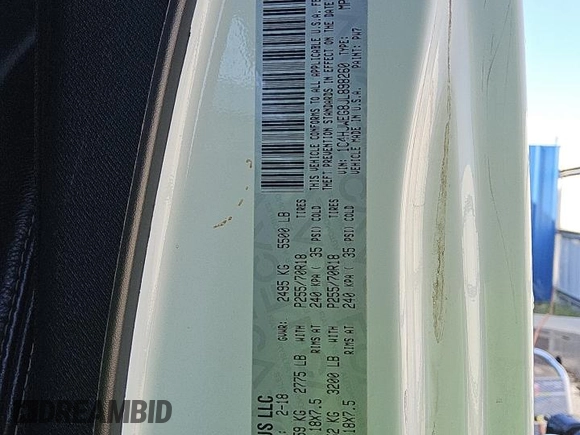 US LLC
2-18 GVWR: 2495 KG 5500 LB
2775 LB WITH P255/70R18 TIRES
18X7.5 RIMS AT 240 KPA ( 35 PSI) COLD
3200 LB WITH P255/70R18 TIRES
18X7.5 RIMS AT 240 KPA ( 35 PSI) COLD
THIS VEHICLE CONFORMS TO ALL APPLICABLE U.S.A.
THEFT PREVENTION STANDARDS IN EFFECT ON THE DATE
VIN: 1C4HJWEG8JL898260 TYPE: MP
VEHICLE MADE IN U.S.A. PAINT: PW7
DREAMBID